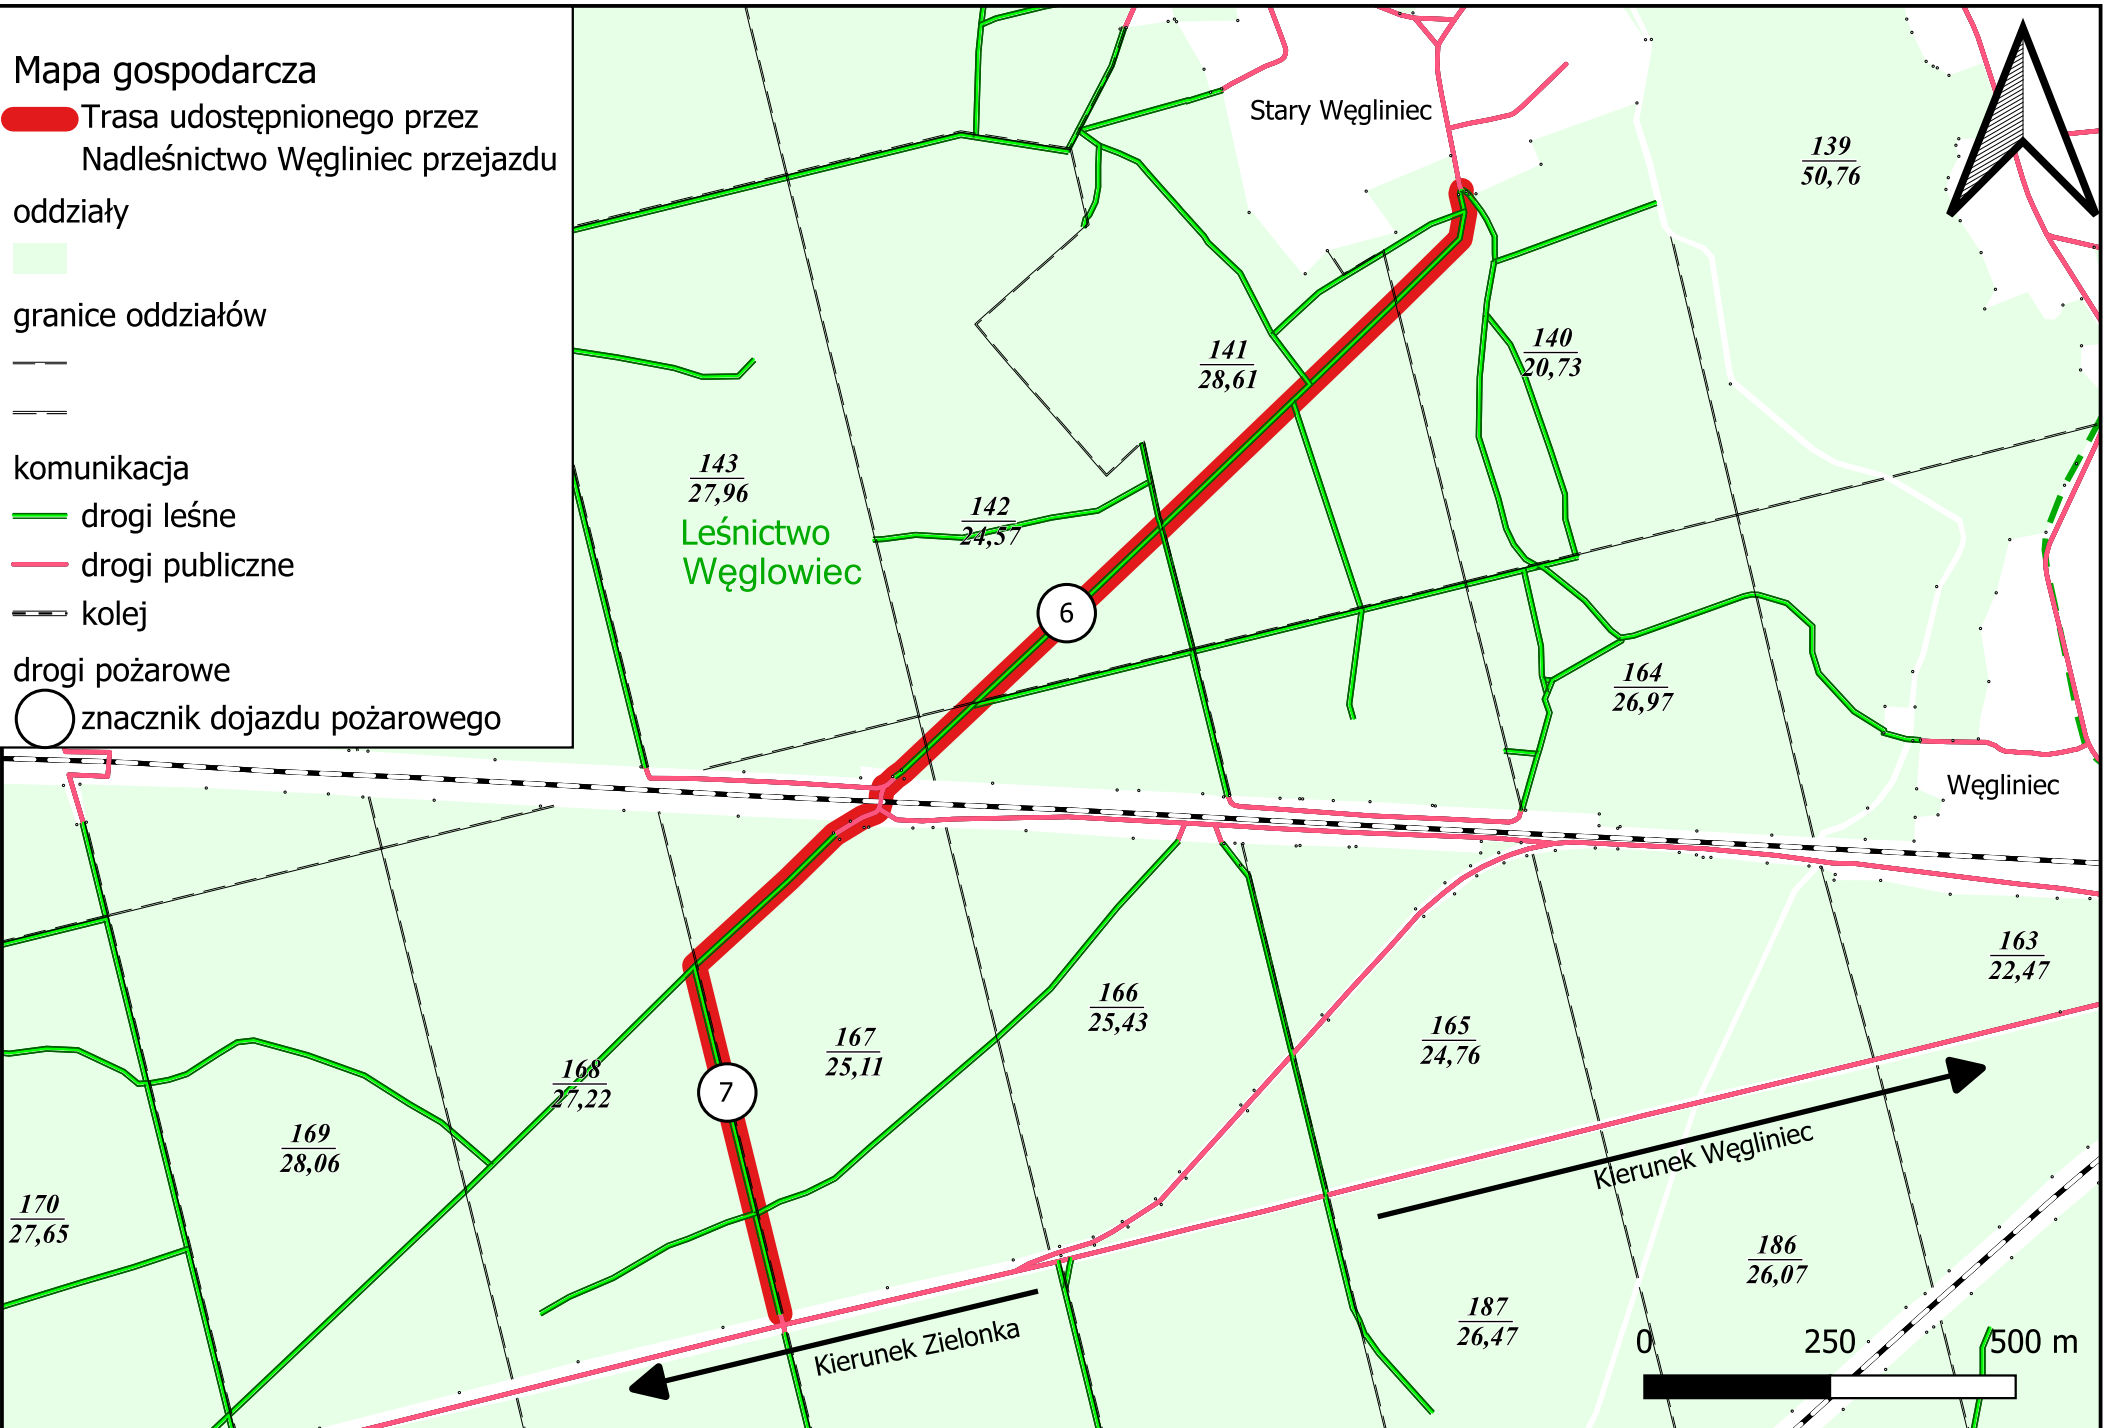 Mapa gospodarcza
Trasa udostępnionego przez
Nadleśnictwo Węgliniec przejazdu
oddziały
granice oddziałów
komunikacja
drogi leśne
drogi publiczne
kolej
drogi pożarowe
znacznik dojazdu pożarowego
Stary Węgliniec
139
50,76
141
28,61
140
20,73
143
27,96
142
24,57
Leśnictwo
Węglowiec
6
164
26,97
Węgliniec
163
22,47
166
25,43
165
24,76
167
25,11
168
27,22
7
169
28,06
170
27,65
Kierunek Węgliniec
186
26,07
187
26,47
Kierunek Zielonka
0 250 500 m